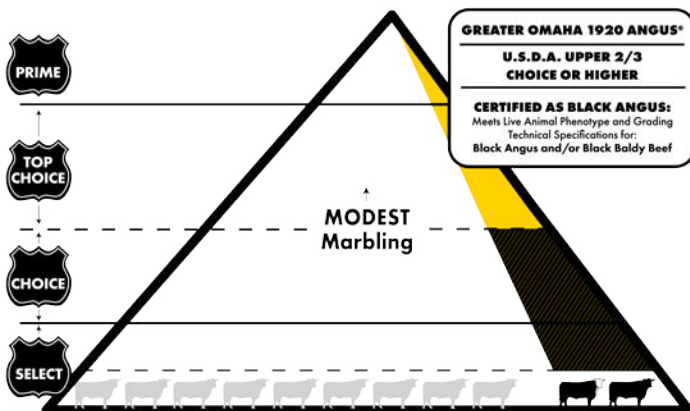 PRIME
TOP
CHOICE
CHOICE
SELECT
MODEST
Marbling
GREATER OMAHA 1920 ANGUS®
U.S.D.A. UPPER 2/3
CHOICE OR HIGHER
CERTIFIED AS BLACK ANGUS:
Meets Live Animal Phenotype and Grading
Technical Specifications for:
Black Angus and/or Black Baldy Beef